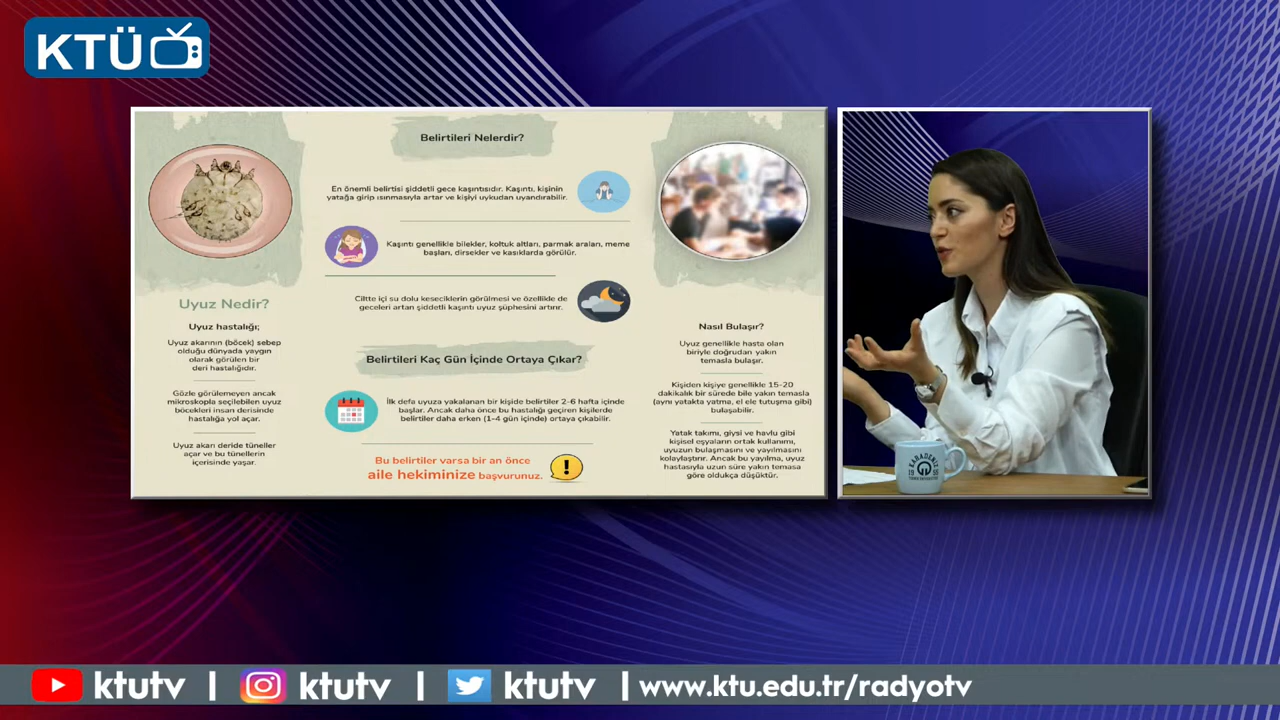 KTÜ
Belirtileri Nelerdir?
En önemli belirtisi şiddetli gece kaşıntısıdır. Kaşıntı, kişinin
yatağa girip ısınmasıyla artar ve kişiyi uykudan uyandırabilir.
Kaşıntı genellikle bilekler, koltuk altları, parmak araları, meme
başları, dirsekler ve kasıklarda görülür.
Ciltte içi su dolu keseciklerin görülmesi ve özellikle de
geceleri artan şiddetli kaşıntı uyuz şüphesini artırır.
Uyuz Nedir?
Uyuz hastalığı;
Uyuz akarının (böcek) sebep
olduğu dünyada yaygın
olarak görülen bir
deri hastalığıdır.
Gözle görülemeyen ancak
mikroskopla seçilebilen uyuz
böcekleri insan derisinde
hastalığa yol açar.
Uyuz akarı deride tüneller
açar ve bu tünellerin
içerisinde yaşar.
Belirtileri Kaç Gün İçinde Ortaya Çıkar?
İlk defa uyuza yakalanan bir kişide belirtiler 2-6 hafta içinde
başlar. Ancak daha önce bu hastalığı geçiren kişilerde
belirtiler daha erken (1-4 gün içinde) ortaya çıkabilir.
Bu belirtiler varsa bir an önce
aile hekiminize başvurunuz.
Nasıl Bulaşır?
Uyuz genellikle hasta olan
biriyle doğrudan yakın
temasla bulaşır.
Kişiden kişiye genellikle 15-20
dakikalık bir sürede bile yakın temasla
(aynı yatakta yatma, el ele tutuşma gibi)
bulaşabilir.
Yatak takımı, giysi ve havlu gibi
kişisel eşyaların ortak kullanımı,
uyuzun bulaşmasını ve yayılmasını
kolaylaştırır. Ancak bu yayılma, uyuz
hastasıyla uzun süre yakın temasa
göre oldukça düşüktür.
KARADENİZ
19 55
ktutv | ktutv | ktutv | www.ktu.edu.tr/radyotv